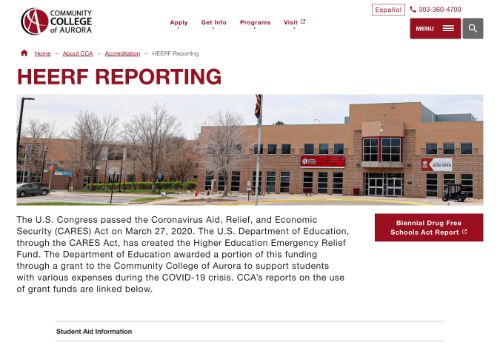 COMMUNITY
COLLEGE
of AURORA
Español
303-360-4700
Apply
Get Info
Programs
Visit
MENU
Home – About CCA – Accreditation – HEERF Reporting
HEERF REPORTING
The U.S. Congress passed the Coronavirus Aid, Relief, and Economic
Security (CARES) Act on March 27, 2020. The U.S. Department of Education,
through the CARES Act, has created the Higher Education Emergency Relief
Fund. The Department of Education awarded a portion of this funding
through a grant to the Community College of Aurora to support students
with various expenses during the COVID-19 crisis. CCA's reports on the use
of grant funds are linked below.
Biennial Drug Free
Schools Act Report
Student Aid Information